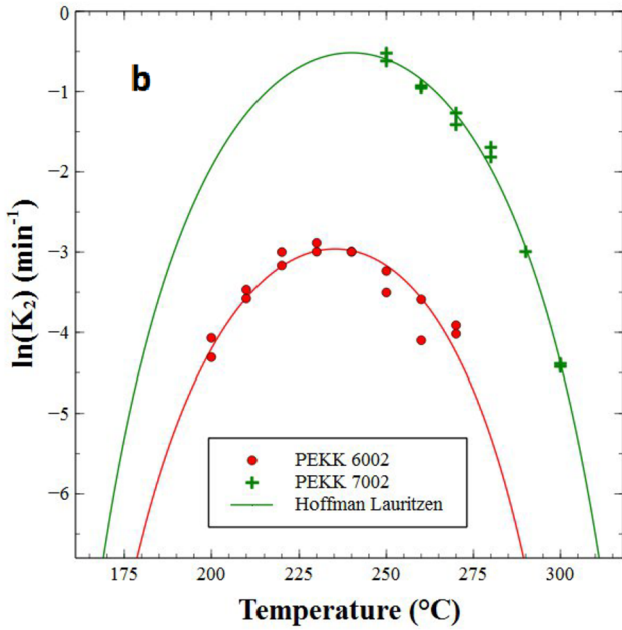 b
0
−1
−2
−3
−4
−5
−6
ln(K₂) (min⁻¹)
PEKK 6002
PEKK 7002
Hoffman Lauritzen
175 200 225 250 275 300
Temperature (°C)